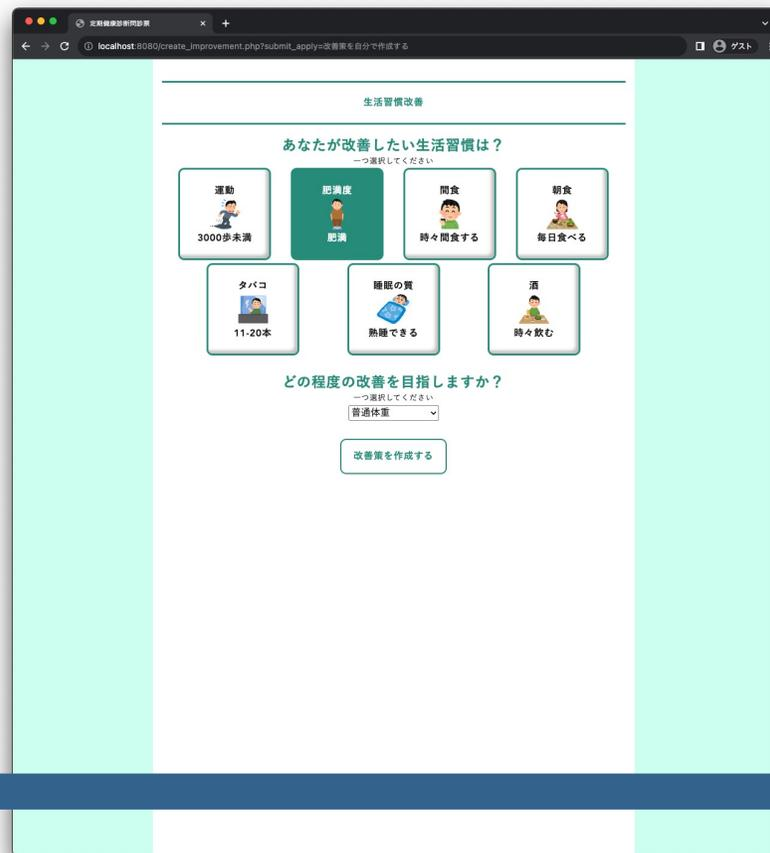 定期健康診断問診票
localhost:8080/create_improvement.php?submit_apply=改善策を自分で作成する
ゲスト
生活習慣改善
あなたが改善したい生活習慣は？
一つ選択してください
運動 肥満度 間食 朝食
3000歩未満 肥満 時々間食する 毎日食べる
タバコ 睡眠の質 酒
11-20本 熟睡できる 時々飲む
どの程度の改善を目指しますか？
一つ選択してください
普通体重
改善策を作成する